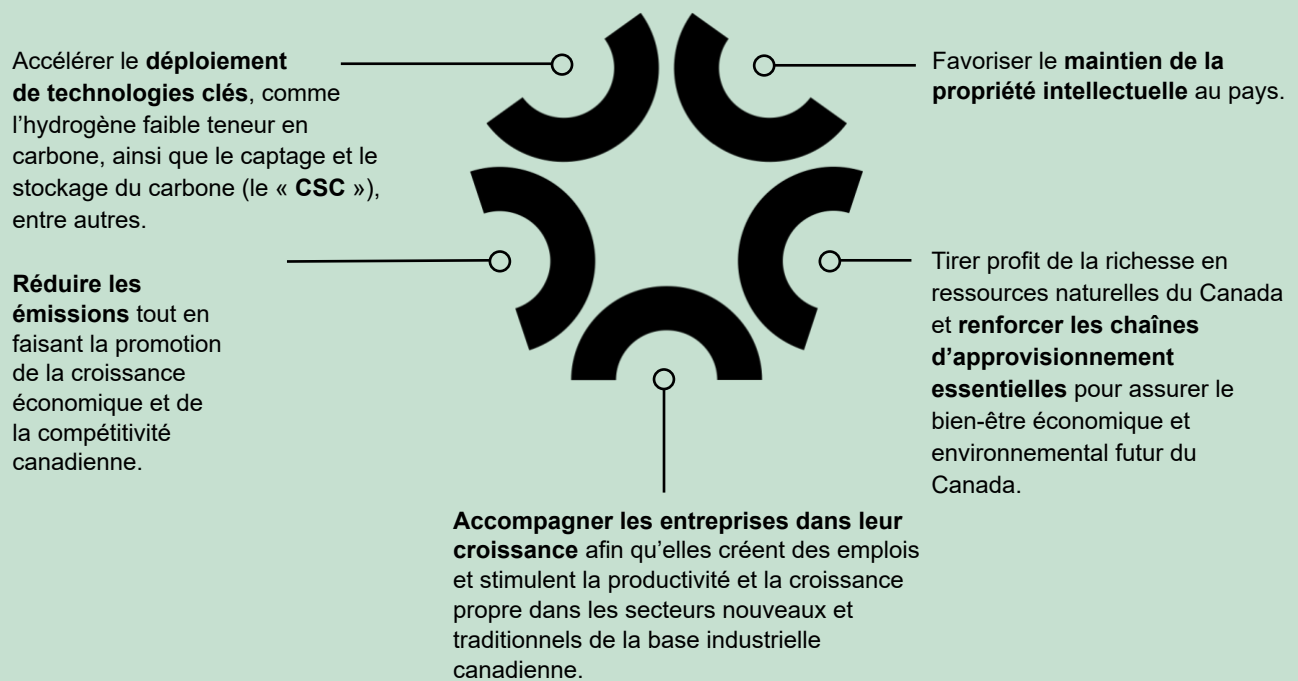 Accélérer le déploiement
de technologies clés, comme
l'hydrogène faible teneur en
carbone, ainsi que le captage et le
stockage du carbone (le « CSC »),
entre autres.
Réduire les
émissions tout en
faisant la promotion
de la croissance
économique et de
la compétitivité
canadienne.
Accompagner les entreprises dans leur
croissance afin qu'elles créent des emplois
et stimulent la productivité et la croissance
propre dans les secteurs nouveaux et
traditionnels de la base industrielle
canadienne.
Favoriser le maintien de la
propriété intellectuelle au pays.
Tirer profit de la richesse en
ressources naturelles du Canada
et renforcer les chaînes
d'approvisionnement
essentielles pour assurer le
bien-être économique et
environnemental futur du
Canada.